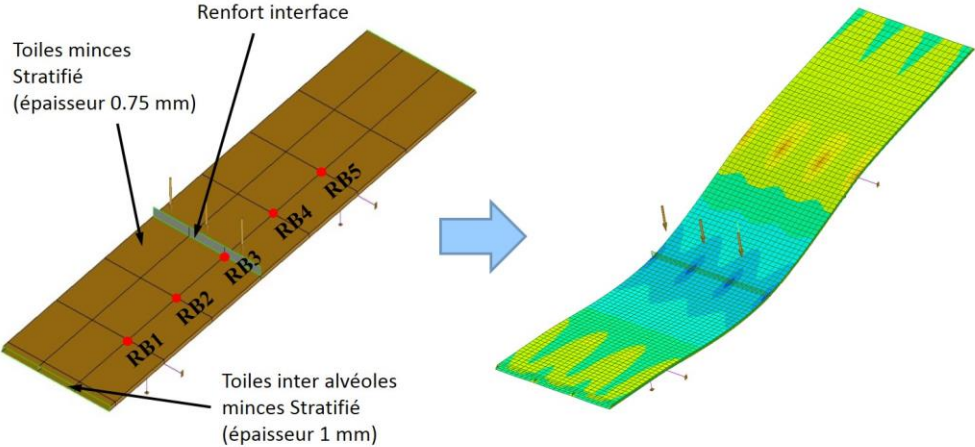 Renfort interface
Toiles minces
Stratifié
(épaisseur 0.75 mm)
RB5
RB4
RB3
RB2
RB1
Toiles inter alvéoles
minces Stratifié
(épaisseur 1 mm)